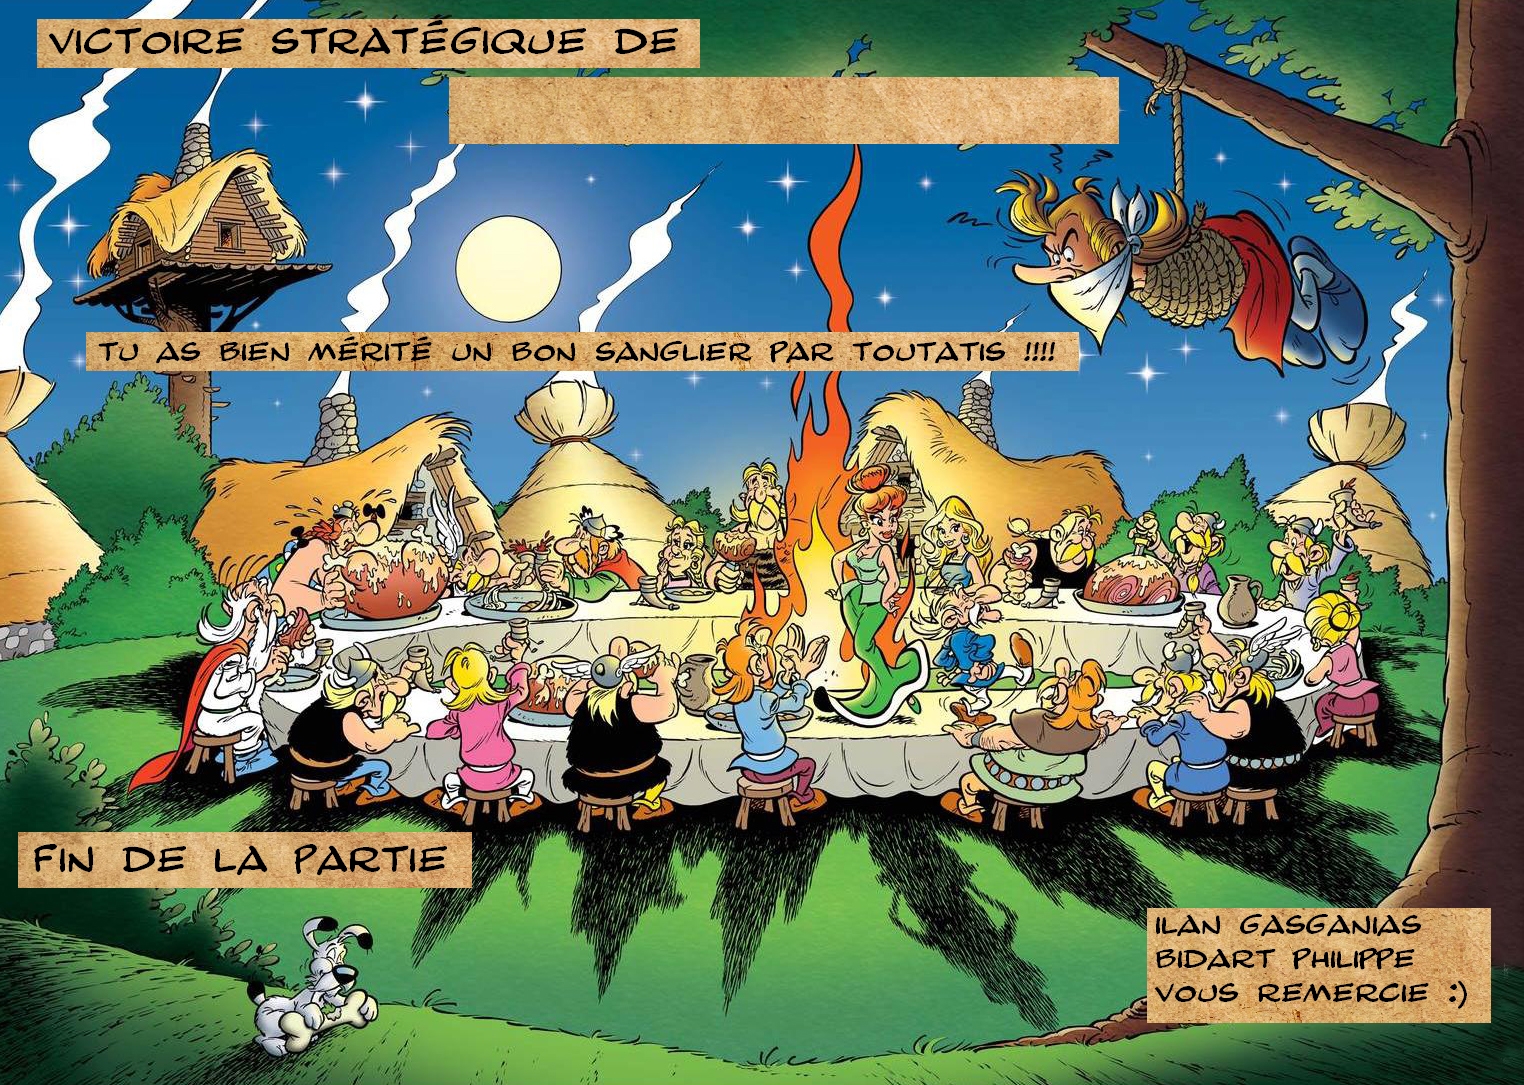 VICTOIRE STRATÉGIQUE DE
TU AS BIEN MÉRITÉ UN BON SANGLIER PAR TOUTATIS !!!!
FIN DE LA PARTIE
ILAN GASGANIAS
BIDART PHILIPPE
VOUS REMERCIE :)